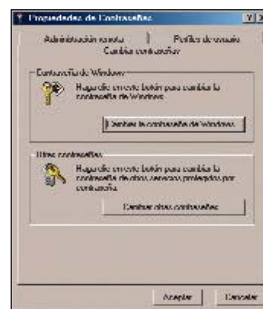 Propiedades de Contraseñas
Administración remota
Perfiles de usuario
Cambiar contraseñas
Contraseña de Windows
Haga clic en este botón para cambiar la
contraseña de Windows.
Cambiar la contraseña de Windows
Otras contraseñas
Haga clic en este botón para cambiar la
contraseña de otros servicios protegidos por
contraseña.
Cambiar otras contraseñas
Aceptar
Cancelar